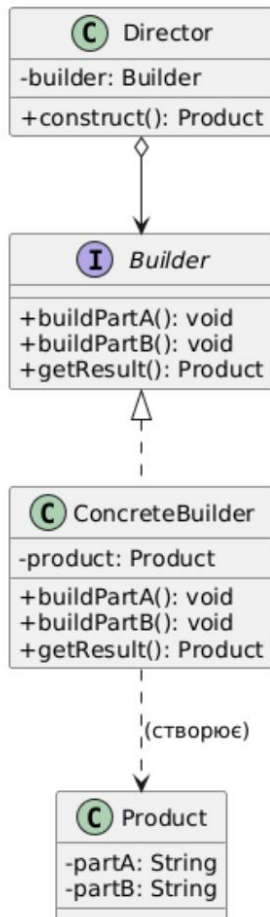 C Director
-builder: Builder
+construct(): Product
I Builder
+buildPartA(): void
+buildPartB(): void
+getResult(): Product
C ConcreteBuilder
-product: Product
+buildPartA(): void
+buildPartB(): void
+getResult(): Product
(створює)
C Product
-partA: String
-partB: String